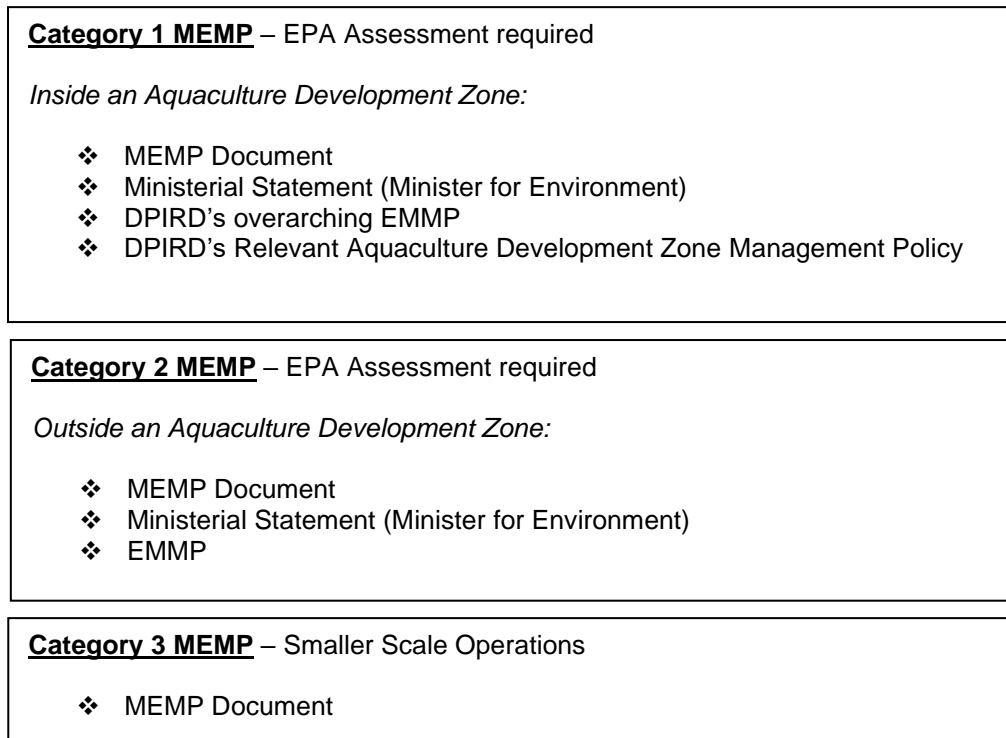 Category 1 MEMP – EPA Assessment required
Inside an Aquaculture Development Zone:
❖ MEMP Document
❖ Ministerial Statement (Minister for Environment)
❖ DPIRD's overarching EMMP
❖ DPIRD's Relevant Aquaculture Development Zone Management Policy
Category 2 MEMP – EPA Assessment required
Outside an Aquaculture Development Zone:
❖ MEMP Document
❖ Ministerial Statement (Minister for Environment)
❖ EMMP
Category 3 MEMP – Smaller Scale Operations
❖ MEMP Document